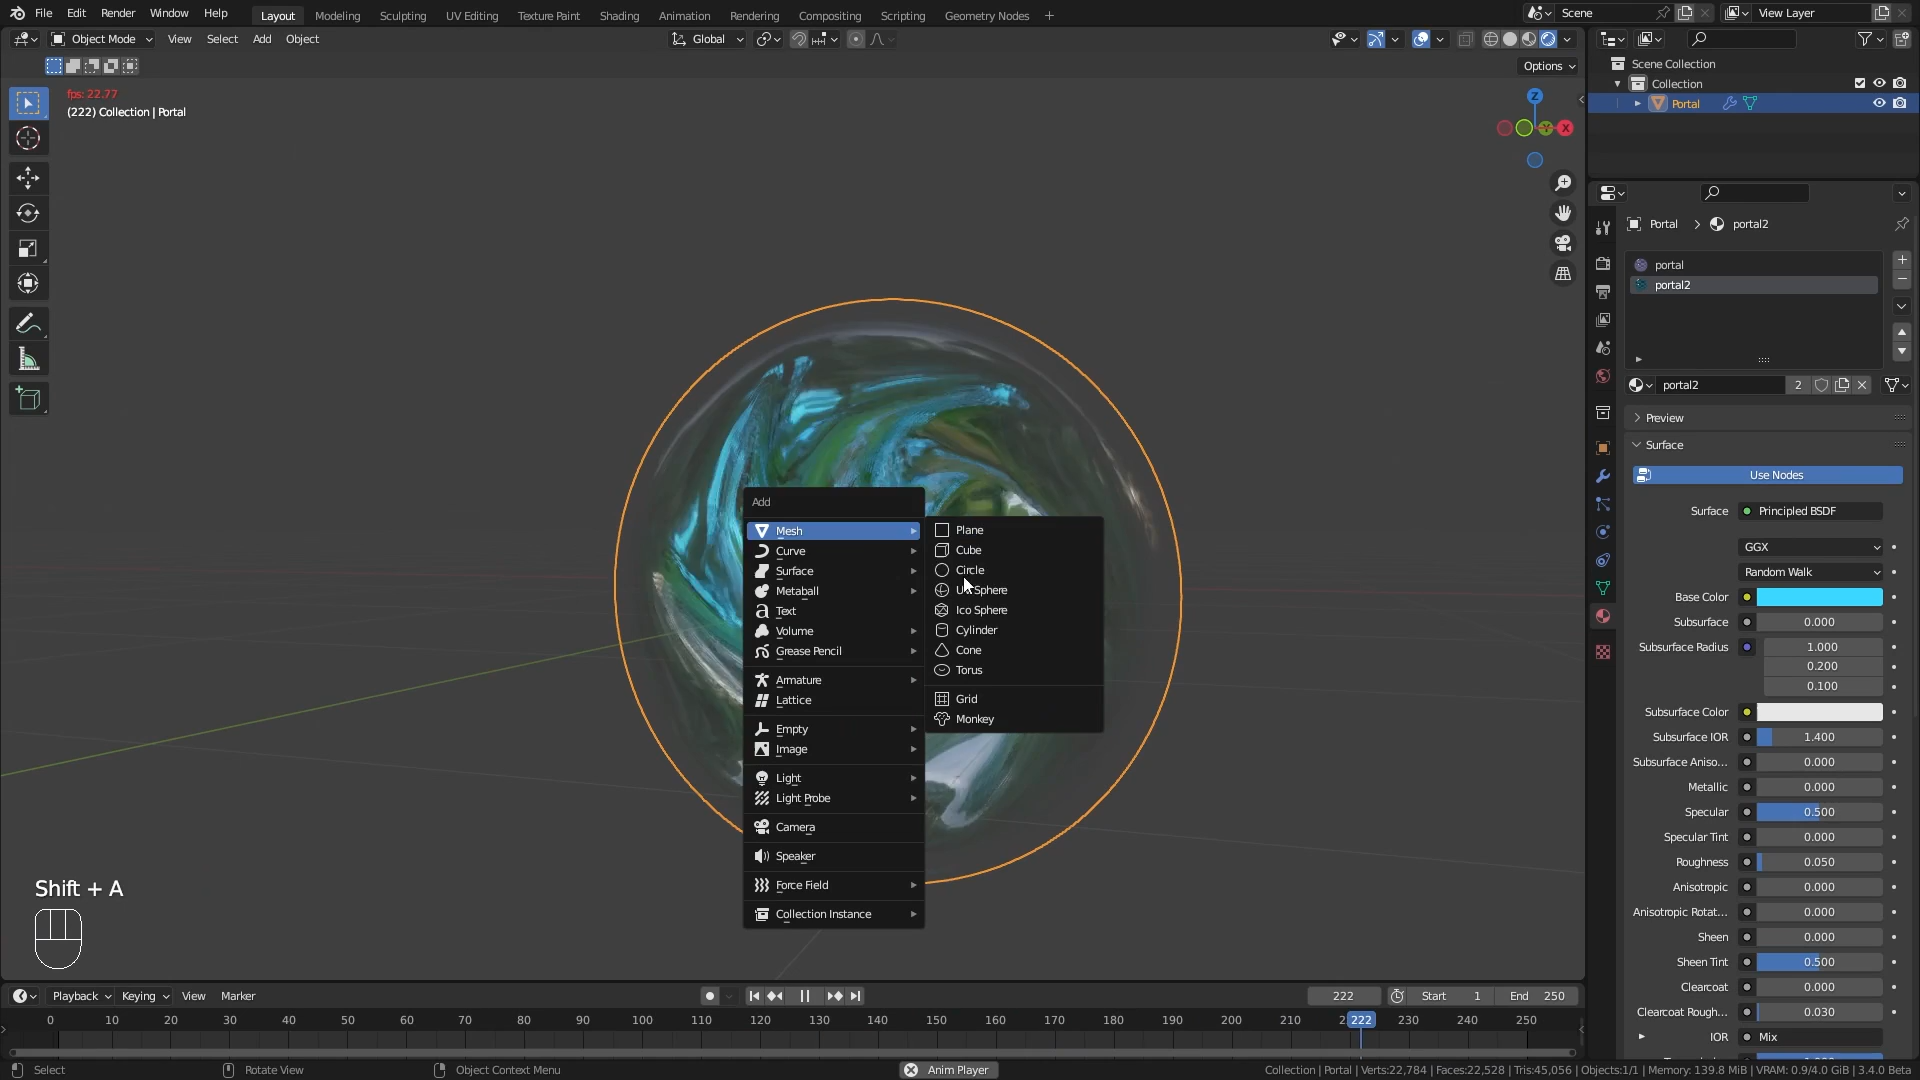 File Edit Render Window Help Layout Modeling Sculpting UV Editing Texture Paint Shading Animation Rendering Compositing Scripting Geometry Nodes + Scene View Layer
Object Mode View Select Add Object Global
Options
fps: 22.77
(222) Collection | Portal
Z
Y X
Scene Collection
Collection
Portal
Portal > portal2
portal
portal2
portal2 2
Preview
Surface
Use Nodes
Surface Principled BSDF
GGX
Random Walk
Base Color
Subsurface 0.000
Subsurface Radius 1.000
0.200
0.100
Subsurface Color
Subsurface IOR 1.400
Subsurface Aniso... 0.000
Metallic 0.000
Specular 0.500
Specular Tint 0.000
Roughness 0.050
Anisotropic 0.000
Anisotropic Rotat... 0.000
Sheen 0.000
Sheen Tint 0.500
Clearcoat 0.000
Clearcoat Rough... 0.030
IOR Mix
Add
Mesh
Curve
Surface
Metaball
Text
Volume
Grease Pencil
Armature
Lattice
Empty
Image
Light
Light Probe
Camera
Speaker
Force Field
Collection Instance
Plane
Cube
Circle
UV Sphere
Ico Sphere
Cylinder
Cone
Torus
Grid
Monkey
Shift + A
Playback Keying View Marker 222 Start 1 End 250
0 10 20 30 40 50 60 70 80 90 100 110 120 130 140 150 160 170 180 190 200 210 222 230 240 250
Select Rotate View Object Context Menu Anim Player Collection | Portal | Verts:22,784 | Faces:22,528 | Tris:45,056 | Objects:1/1 | Memory: 139.8 MiB | VRAM: 0.9/4.0 GiB | 3.4.0 Beta